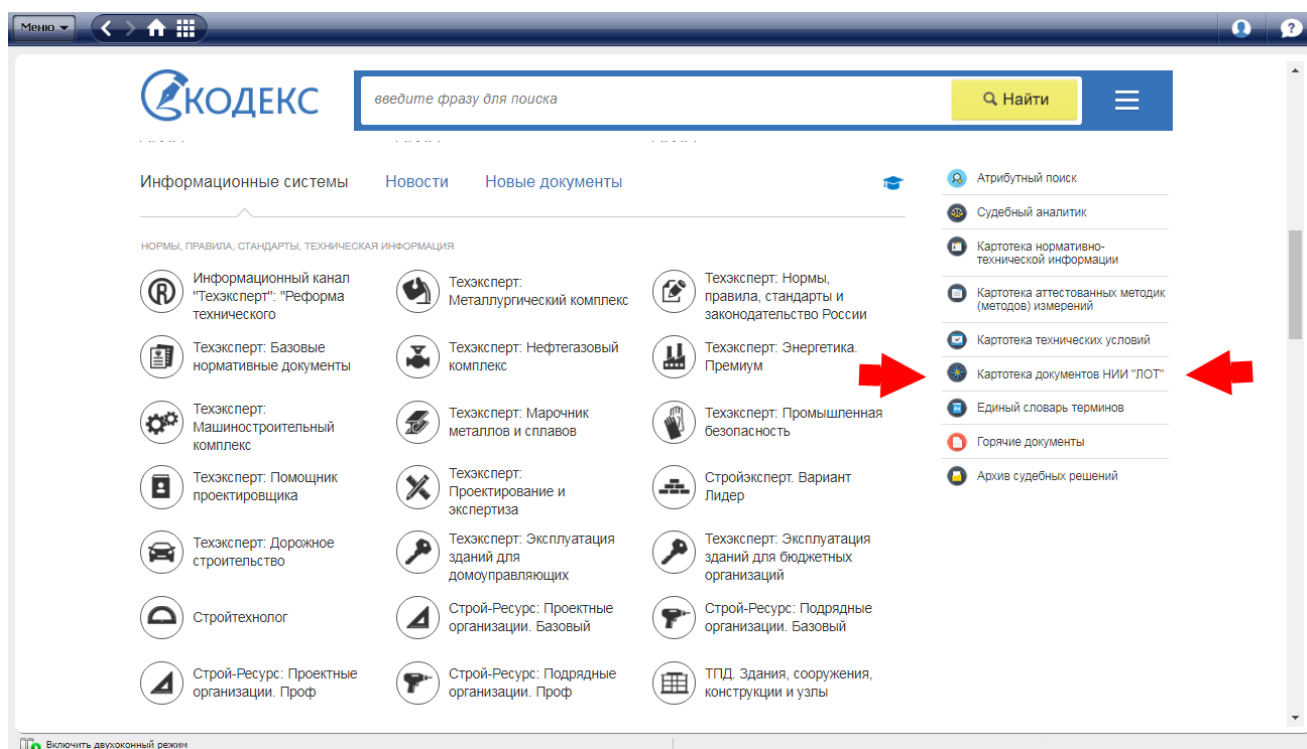 Меню
?
КОДЕКС
введите фразу для поиска
Найти
Информационные системы
Новости
Новые документы
НОРМЫ, ПРАВИЛА, СТАНДАРТЫ, ТЕХНИЧЕСКАЯ ИНФОРМАЦИЯ
Информационный канал
"Техэксперт": "Реформа
технического
Техэксперт:
Металлургический комплекс
Техэксперт: Нормы,
правила, стандарты и
законодательство России
Техэксперт: Базовые
нормативные документы
Техэксперт: Нефтегазовый
комплекс
Техэксперт: Энергетика.
Премиум
Техэксперт:
Машиностроительный
комплекс
Техэксперт: Марочник
металлов и сплавов
Техэксперт: Промышленная
безопасность
Техэксперт: Помощник
проектировщика
Техэксперт:
Проектирование и
экспертиза
Стройэксперт. Вариант
Лидер
Техэксперт: Дорожное
строительство
Техэксперт: Эксплуатация
зданий для
домоуправляющих
Техэксперт: Эксплуатация
зданий для бюджетных
организаций
Стройтехнолог
Строй-Ресурс: Проектные
организации. Базовый
Строй-Ресурс: Подрядные
организации. Базовый
Строй-Ресурс: Проектные
организации. Проф
Строй-Ресурс: Подрядные
организации. Проф
ТПД. Здания, сооружения,
конструкции и узлы
Атрибутный поиск
Судебный аналитик
Картотека нормативно-
технической информации
Картотека аттестованных методик
(методов) измерений
Картотека технических условий
Картотека документов НИИ "ЛОТ"
Единый словарь терминов
Горячие документы
Архив судебных решений
Включить двухоконный режим